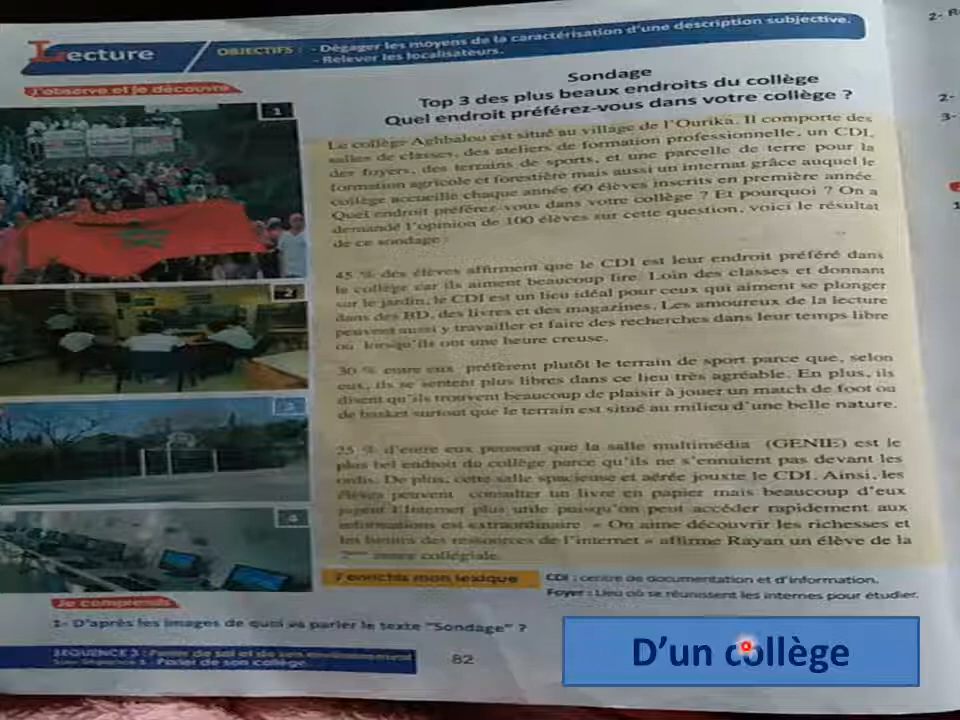 Lecture
OBJECTIFS : - Dégager les moyens de la caractérisation d'une description subjective.
- Relever les localisateurs.
J'observe et je découvre
Sondage
Top 3 des plus beaux endroits du collège
Quel endroit préférez-vous dans votre collège ?
1
Le collège Aghbalou est situé au village de l'Ourika. Il comporte des
salles de classes, des ateliers de formation professionnelle, un CDI,
des foyers, des terrains de sports, et une parcelle de terre pour la
formation agricole et forestière mais aussi un internat grâce auquel le
collège accueille chaque année 60 élèves inscrits en première année.
Quel endroit préférez-vous dans votre collège ? Et pourquoi ? On a
demandé l'opinion de 100 élèves sur cette question, voici le résultat
de ce sondage :
2
45 % des élèves affirment que le CDI est leur endroit préféré dans
le collège car ils aiment beaucoup lire. Loin des classes et donnant
sur le jardin, le CDI est un lieu idéal pour ceux qui aiment se plonger
dans des BD, des livres et des magazines. Les amoureux de la lecture
peuvent aussi y travailler et faire des recherches dans leur temps libre
ou lorsqu'ils ont une heure creuse.
3
30 % entre eux préfèrent plutôt le terrain de sport parce que, selon
eux, ils se sentent plus libres dans ce lieu très agréable. En plus, ils
disent qu'ils trouvent beaucoup de plaisir à jouer un match de foot ou
de basket surtout que le terrain est situé au milieu d'une belle nature.
4
25 % d'entre eux pensent que la salle multimédia (GENIE) est le
plus bel endroit du collège parce qu'ils ne s'ennuient pas devant les
ordis. De plus, cette salle spacieuse et aérée jouxte le CDI. Ainsi, les
élèves peuvent consulter un livre en papier mais beaucoup d'eux
jugent l'Internet plus utile puisqu'on peut accéder rapidement aux
informations est extraordinaire « On aime découvrir les richesses et
les des ressources de l'internet » affirme Rayan un élève de la
2ème année collégiale.
J'enrichis mon lexique
CDI : centre de documentation et d'information.
Foyer : Lieu où se réunissent les internes pour étudier.
Je comprends
1- D'après les images de quoi va parler le texte "Sondage" ?
SEQUENCE 3 : Parler de soi et de son environnement
Sous-Séquence : Parler de son collège
82
D'un collège
2-
2-
3-
1